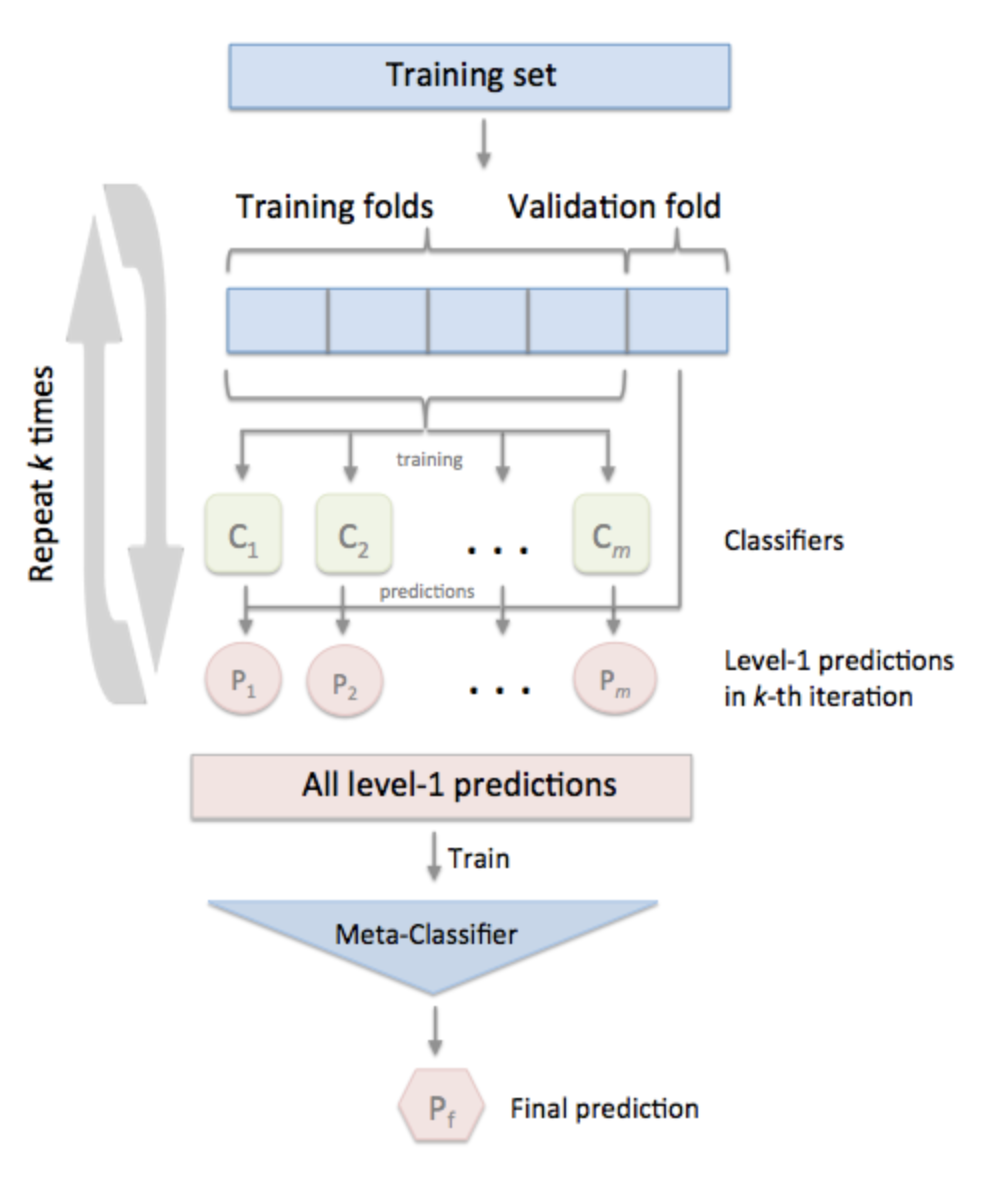 Training set
Training folds
Validation fold
Repeat k times
training
C1
C2
. . .
Cm
Classifiers
predictions
P1
P2
. . .
Pm
Level-1 predictions
in k-th iteration
All level-1 predictions
Train
Meta-Classifier
Pf
Final prediction